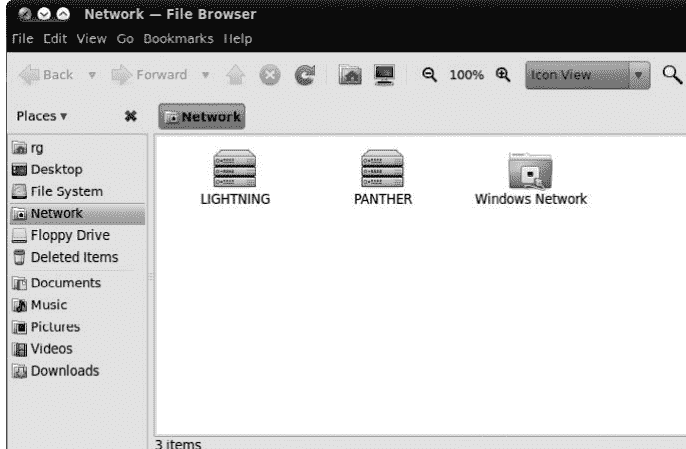 Network — File Browser
File Edit View Go Bookmarks Help
Back Forward 100% Icon View
Places Network
rg
Desktop
File System
Network
Floppy Drive
Deleted Items
Documents
Music
Pictures
Videos
Downloads
LIGHTNING PANTHER Windows Network
3 items